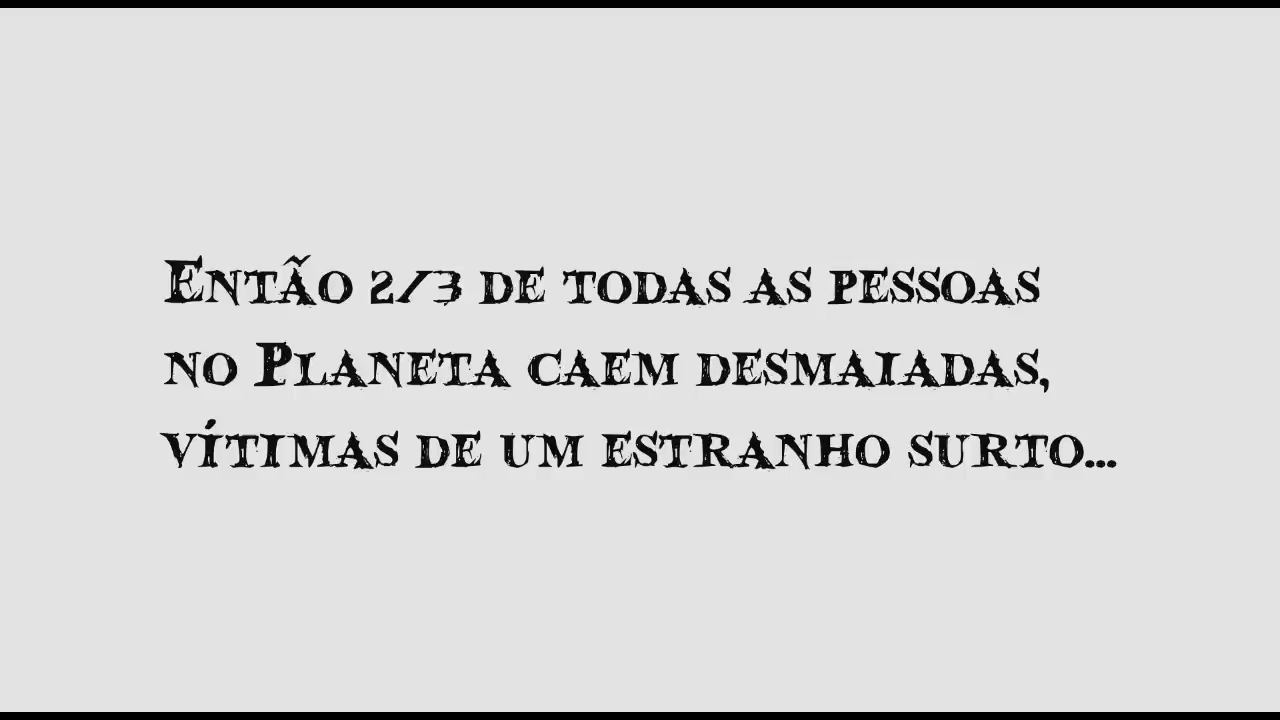 Então 2/3 de todas as pessoas
no Planeta caem desmaiadas,
vítimas de um estranho surto...